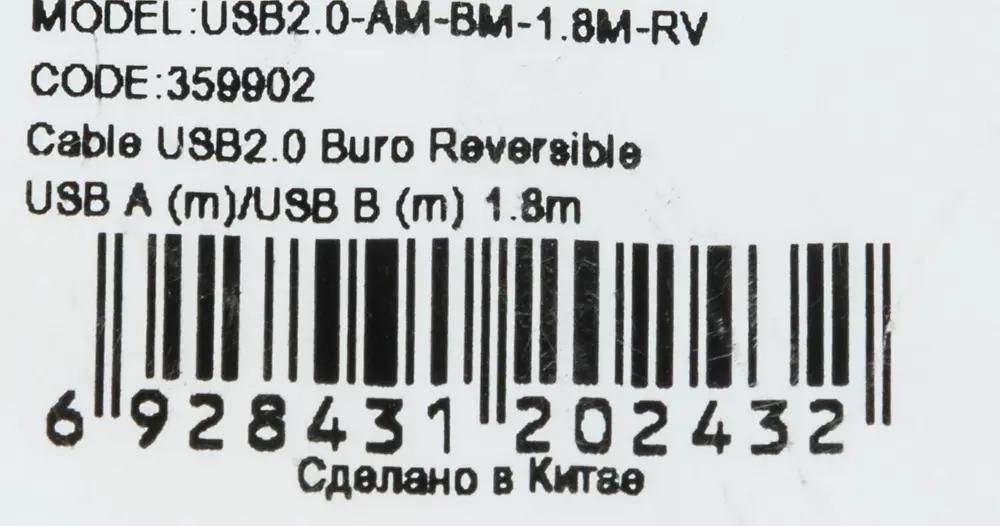 MODEL:USB2.0-AM-BM-1.8M-RV
CODE:359902
Cable USB2.0 Buro Reversible
USB A (m)/USB B (m) 1.8m
6 928431 202432
Сделано в Китае